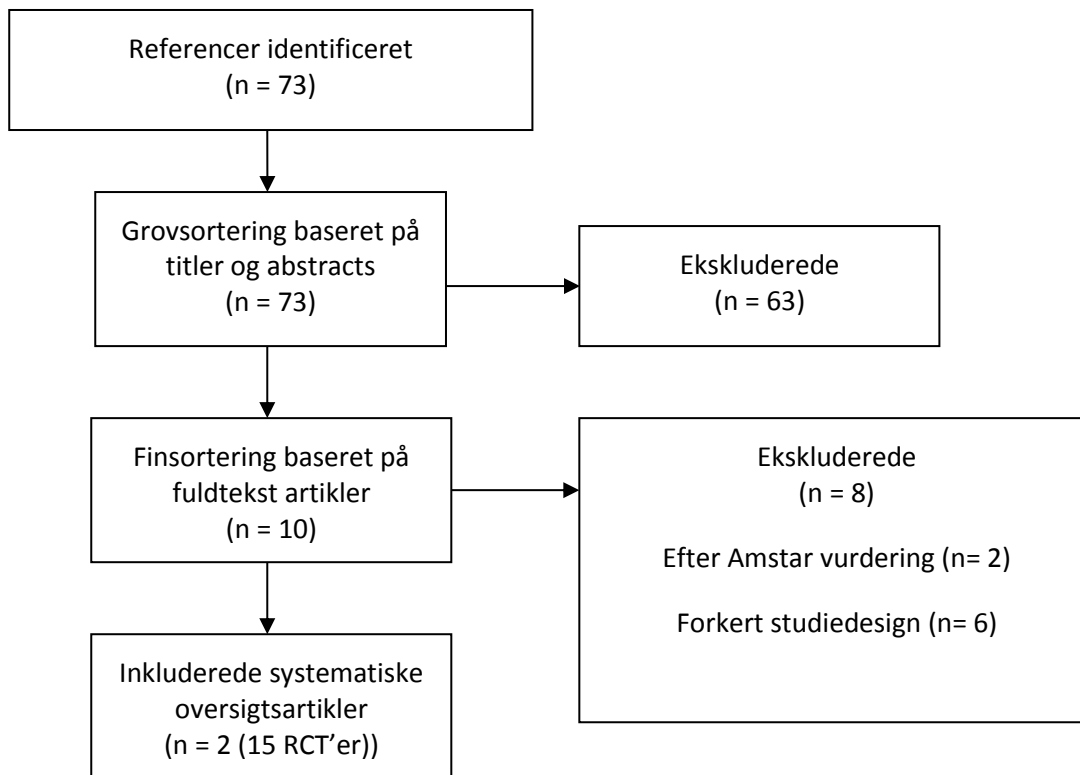 Referencer identificeret
(n = 73)
Grovsortering baseret på
titler og abstracts
(n = 73)
Ekskluderede
(n = 63)
Finsortering baseret på
fuldtekst artikler
(n = 10)
Ekskluderede
(n = 8)
Efter Amstar vurdering (n= 2)
Forkert studiedesign (n= 6)
Inkluderede systematiske
oversigtsartikler
(n = 2 (15 RCT’er))